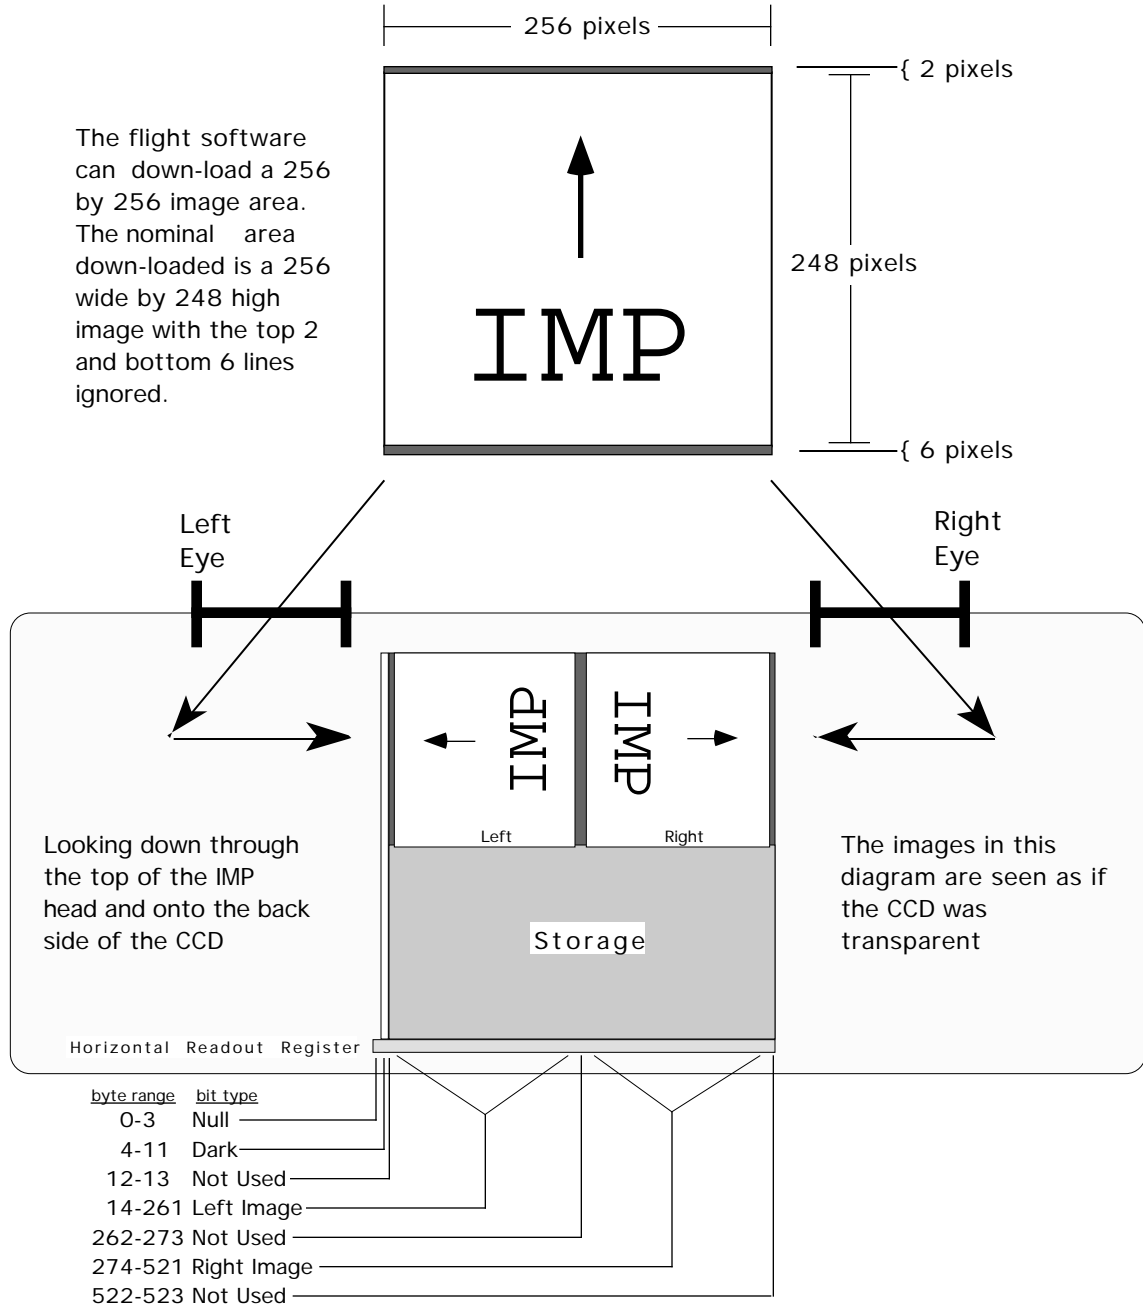 256 pixels
{ 2 pixels
The flight software
can down-load a 256
by 256 image area.
The nominal area
down-loaded is a 256
wide by 248 high
image with the top 2
and bottom 6 lines
ignored.
248 pixels
IMP
{ 6 pixels
Left
Eye
Right
Eye
IMP
IMP
Left
Right
Looking down through
the top of the IMP
head and onto the back
side of the CCD
The images in this
diagram are seen as if
the CCD was
transparent
Storage
Horizontal Readout Register
byte range bit type
0-3 Null
4-11 Dark
12-13 Not Used
14-261 Left Image
262-273 Not Used
274-521 Right Image
522-523 Not Used